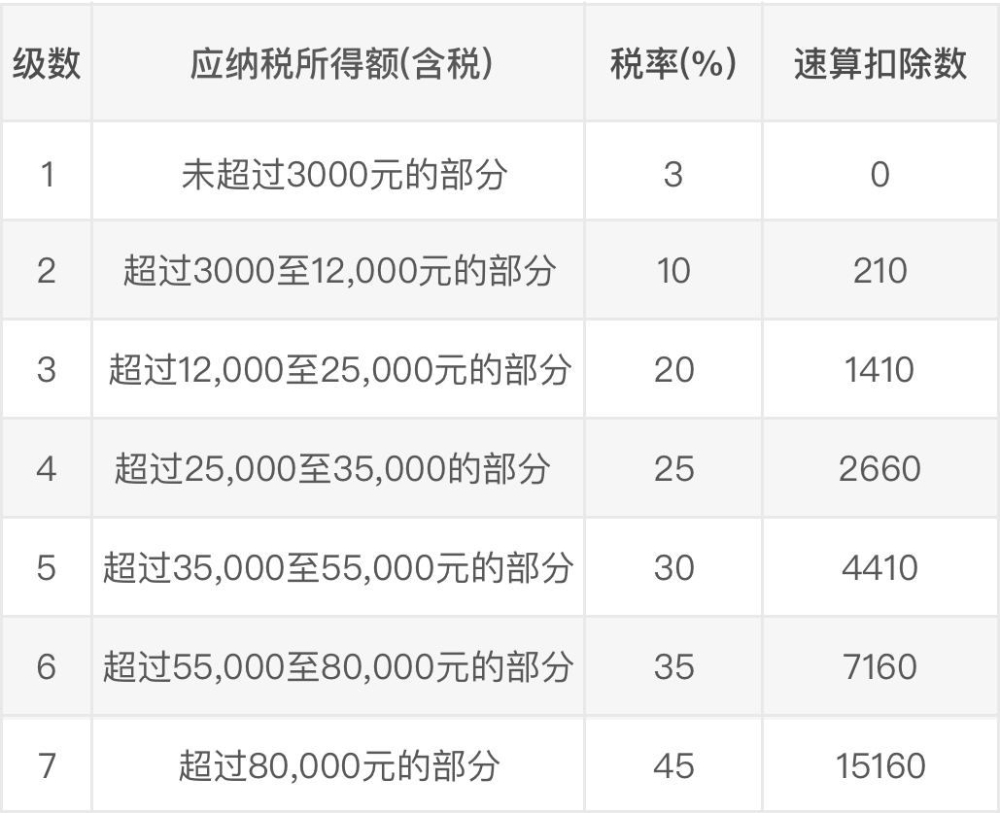 级数 应纳税所得额(含税) 税率(%) 速算扣除数
1 未超过3000元的部分 3 0
2 超过3000至12,000元的部分 10 210
3 超过12,000至25,000元的部分 20 1410
4 超过25,000至35,000的部分 25 2660
5 超过35,000至55,000元的部分 30 4410
6 超过55,000至80,000元的部分 35 7160
7 超过80,000元的部分 45 15160